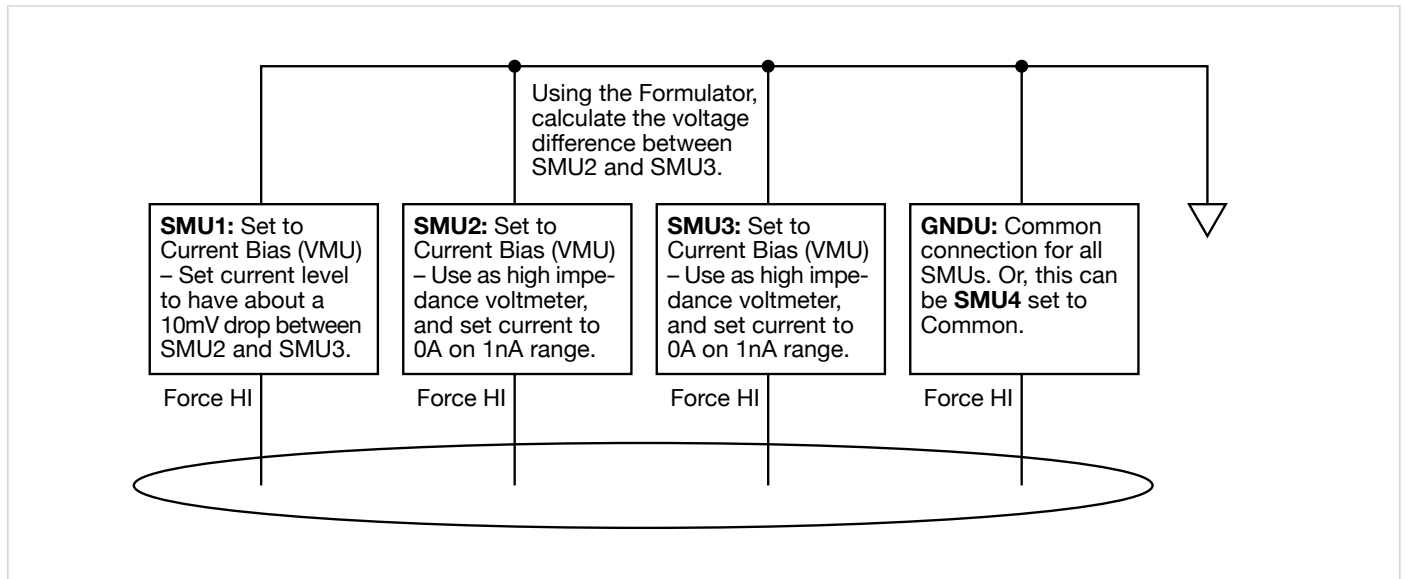 Using the Formulator,
calculate the voltage
difference between
SMU2 and SMU3.
SMU1: Set to
Current Bias (VMU)
– Set current level
to have about a
10mV drop between
SMU2 and SMU3.
SMU2: Set to
Current Bias (VMU)
– Use as high impe-
dance voltmeter,
and set current to
0A on 1nA range.
SMU3: Set to
Current Bias (VMU)
– Use as high impe-
dance voltmeter,
and set current to
0A on 1nA range.
GNDU: Common
connection for all
SMUs. Or, this can
be SMU4 set to
Common.
Force HI
Force HI
Force HI
Force HI